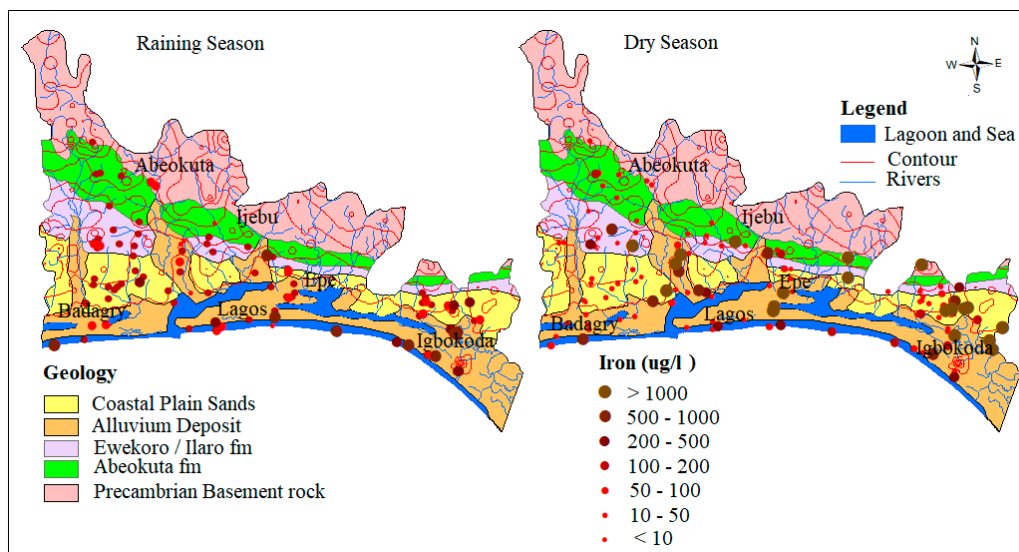 Raining Season
Dry Season
N
W E
S
Legend
Lagoon and Sea
Contour
Rivers
Abeokuta
Ijebu
Epe
Lagos
Badagry
Igbokoda
Abeokuta
Ijebu
Epe
Lagos
Badagry
Igbokoda
Geology
Coastal Plain Sands
Alluvium Deposit
Ewekoro / Ilaro fm
Abeokuta fm
Precambrian Basement rock
Iron (ug/l )
> 1000
500 - 1000
200 - 500
100 - 200
50 - 100
10 - 50
< 10